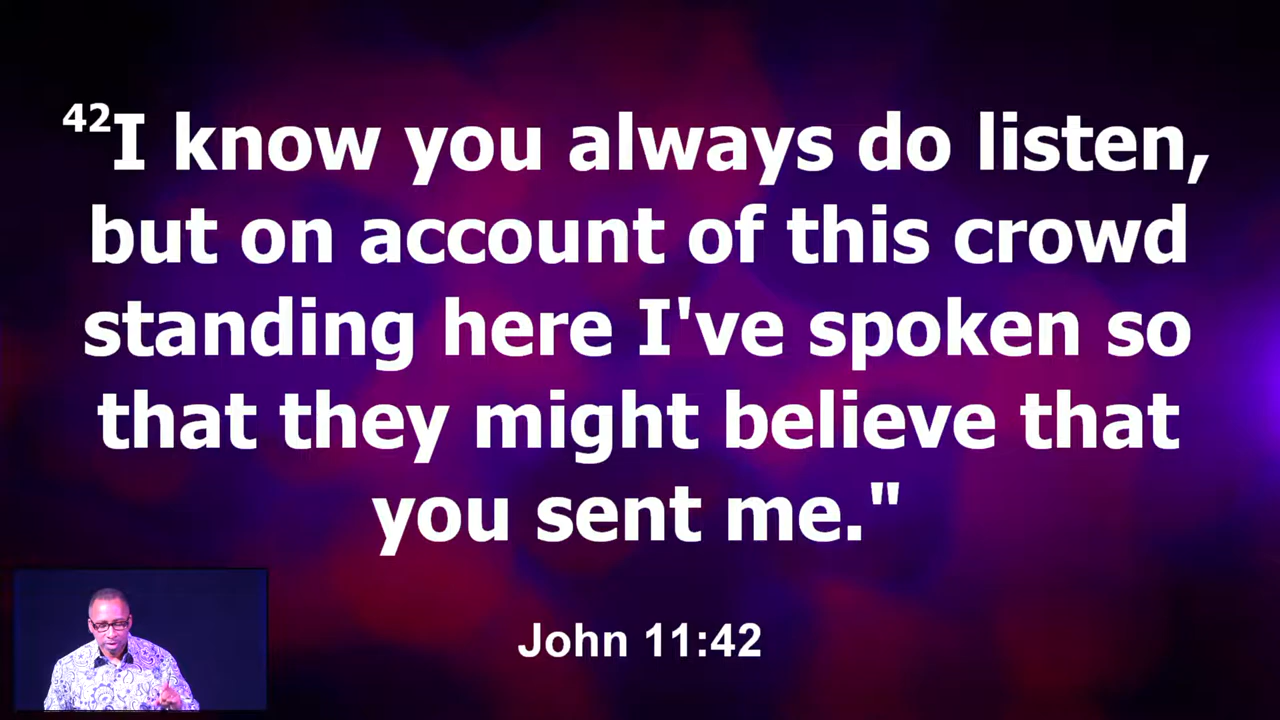 42I know you always do listen,
but on account of this crowd
standing here I've spoken so
that they might believe that
you sent me."
John 11:42